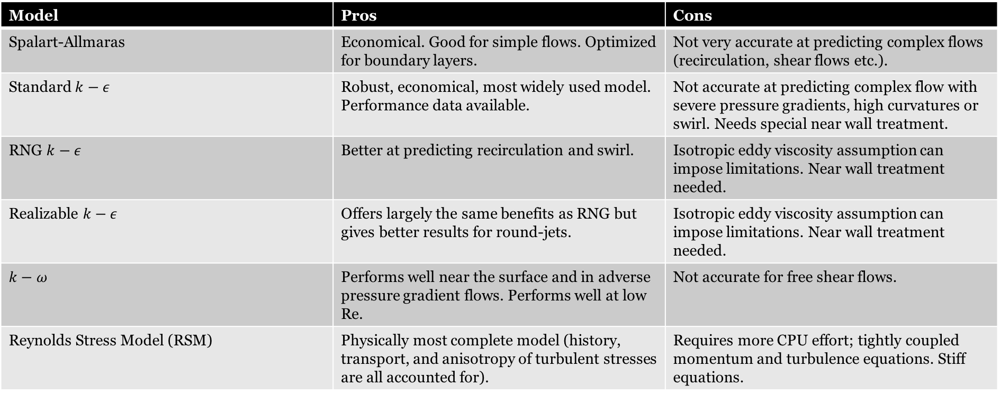 Model Pros Cons
Spalart-Allmaras
Economical. Good for simple flows. Optimized
for boundary layers.
Not very accurate at predicting complex flows
(recirculation, shear flows etc.).
Standard k − ϵ
Robust, economical, most widely used model.
Performance data available.
Not accurate at predicting complex flow with
severe pressure gradients, high curvatures or
swirl. Needs special near wall treatment.
RNG k − ϵ
Better at predicting recirculation and swirl.
Isotropic eddy viscosity assumption can
impose limitations. Near wall treatment
needed.
Realizable k − ϵ
Offers largely the same benefits as RNG but
gives better results for round-jets.
Isotropic eddy viscosity assumption can
impose limitations. Near wall treatment
needed.
k − ω
Performs well near the surface and in adverse
pressure gradient flows. Performs well at low
Re.
Not accurate for free shear flows.
Reynolds Stress Model (RSM)
Physically most complete model (history,
transport, and anisotropy of turbulent stresses
are all accounted for).
Requires more CPU effort; tightly coupled
momentum and turbulence equations. Stiff
equations.